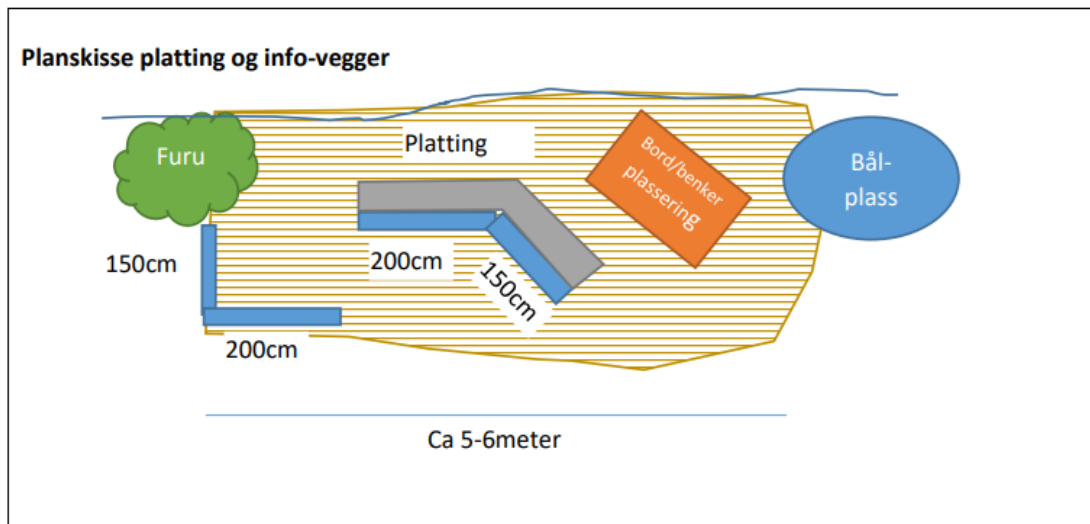 Planskisse platting og info-vegger
Furu
Platting
Bord/benker
plassering
Bål-
plass
150cm
200cm
150cm
200cm
Ca 5-6meter